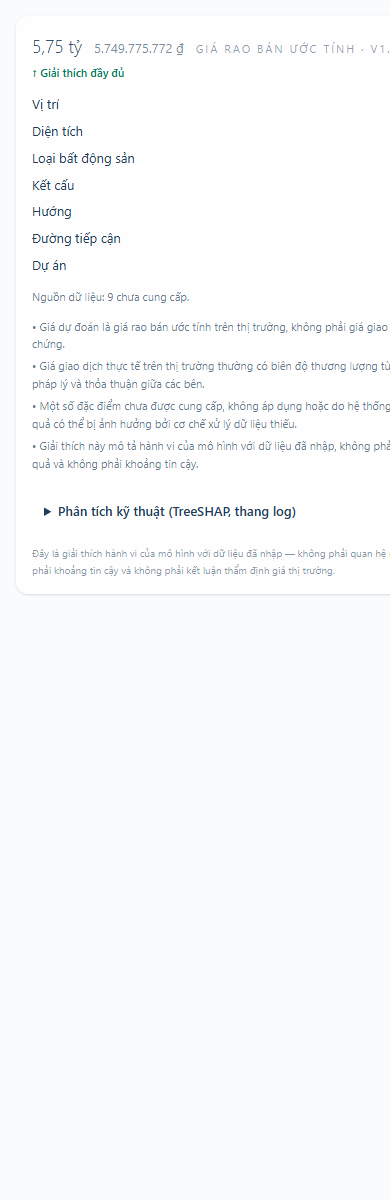 5,75 tỷ 5.749.775.772 ₫ GIÁ RAO BÁN ƯỚC TÍNH · V1.
↑ Giải thích đầy đủ
Vị trí
Diện tích
Loại bất động sản
Kết cấu
Hướng
Đường tiếp cận
Dự án
Nguồn dữ liệu: 9 chưa cung cấp.
• Giá dự đoán là giá rao bán ước tính trên thị trường, không phải giá giao
chứng.
• Giá giao dịch thực tế trên thị trường thường có biên độ thương lượng từ
pháp lý và thỏa thuận giữa các bên.
• Một số đặc điểm chưa được cung cấp, không áp dụng hoặc do hệ thống
quả có thể bị ảnh hưởng bởi cơ chế xử lý dữ liệu thiếu.
• Giải thích này mô tả hành vi của mô hình với dữ liệu đã nhập, không phả
quả và không phải khoảng tin cậy.
▶ Phân tích kỹ thuật (TreeSHAP, thang log)
Đây là giải thích hành vi của mô hình với dữ liệu đã nhập — không phải quan hệ
phải khoảng tin cậy và không phải kết luận thẩm định giá thị trường.